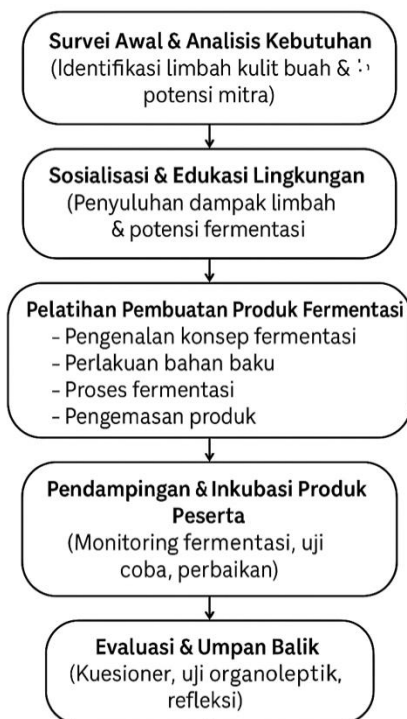 Survei Awal & Analisis Kebutuhan
(Identifikasi limbah kulit buah &
potensi mitra)
Sosialisasi & Edukasi Lingkungan
(Penyuluhan dampak limbah
& potensi fermentasi
Pelatihan Pembuatan Produk Fermentasi
- Pengenalan konsep fermentasi
- Perlakuan bahan baku
- Proses fermentasi
- Pengemasan produk
Pendampingan & Inkubasi Produk
Peserta
(Monitoring fermentasi, uji
coba, perbaikan)
Evaluasi & Umpan Balik
(Kuesioner, uji organoleptik,
refleksi)